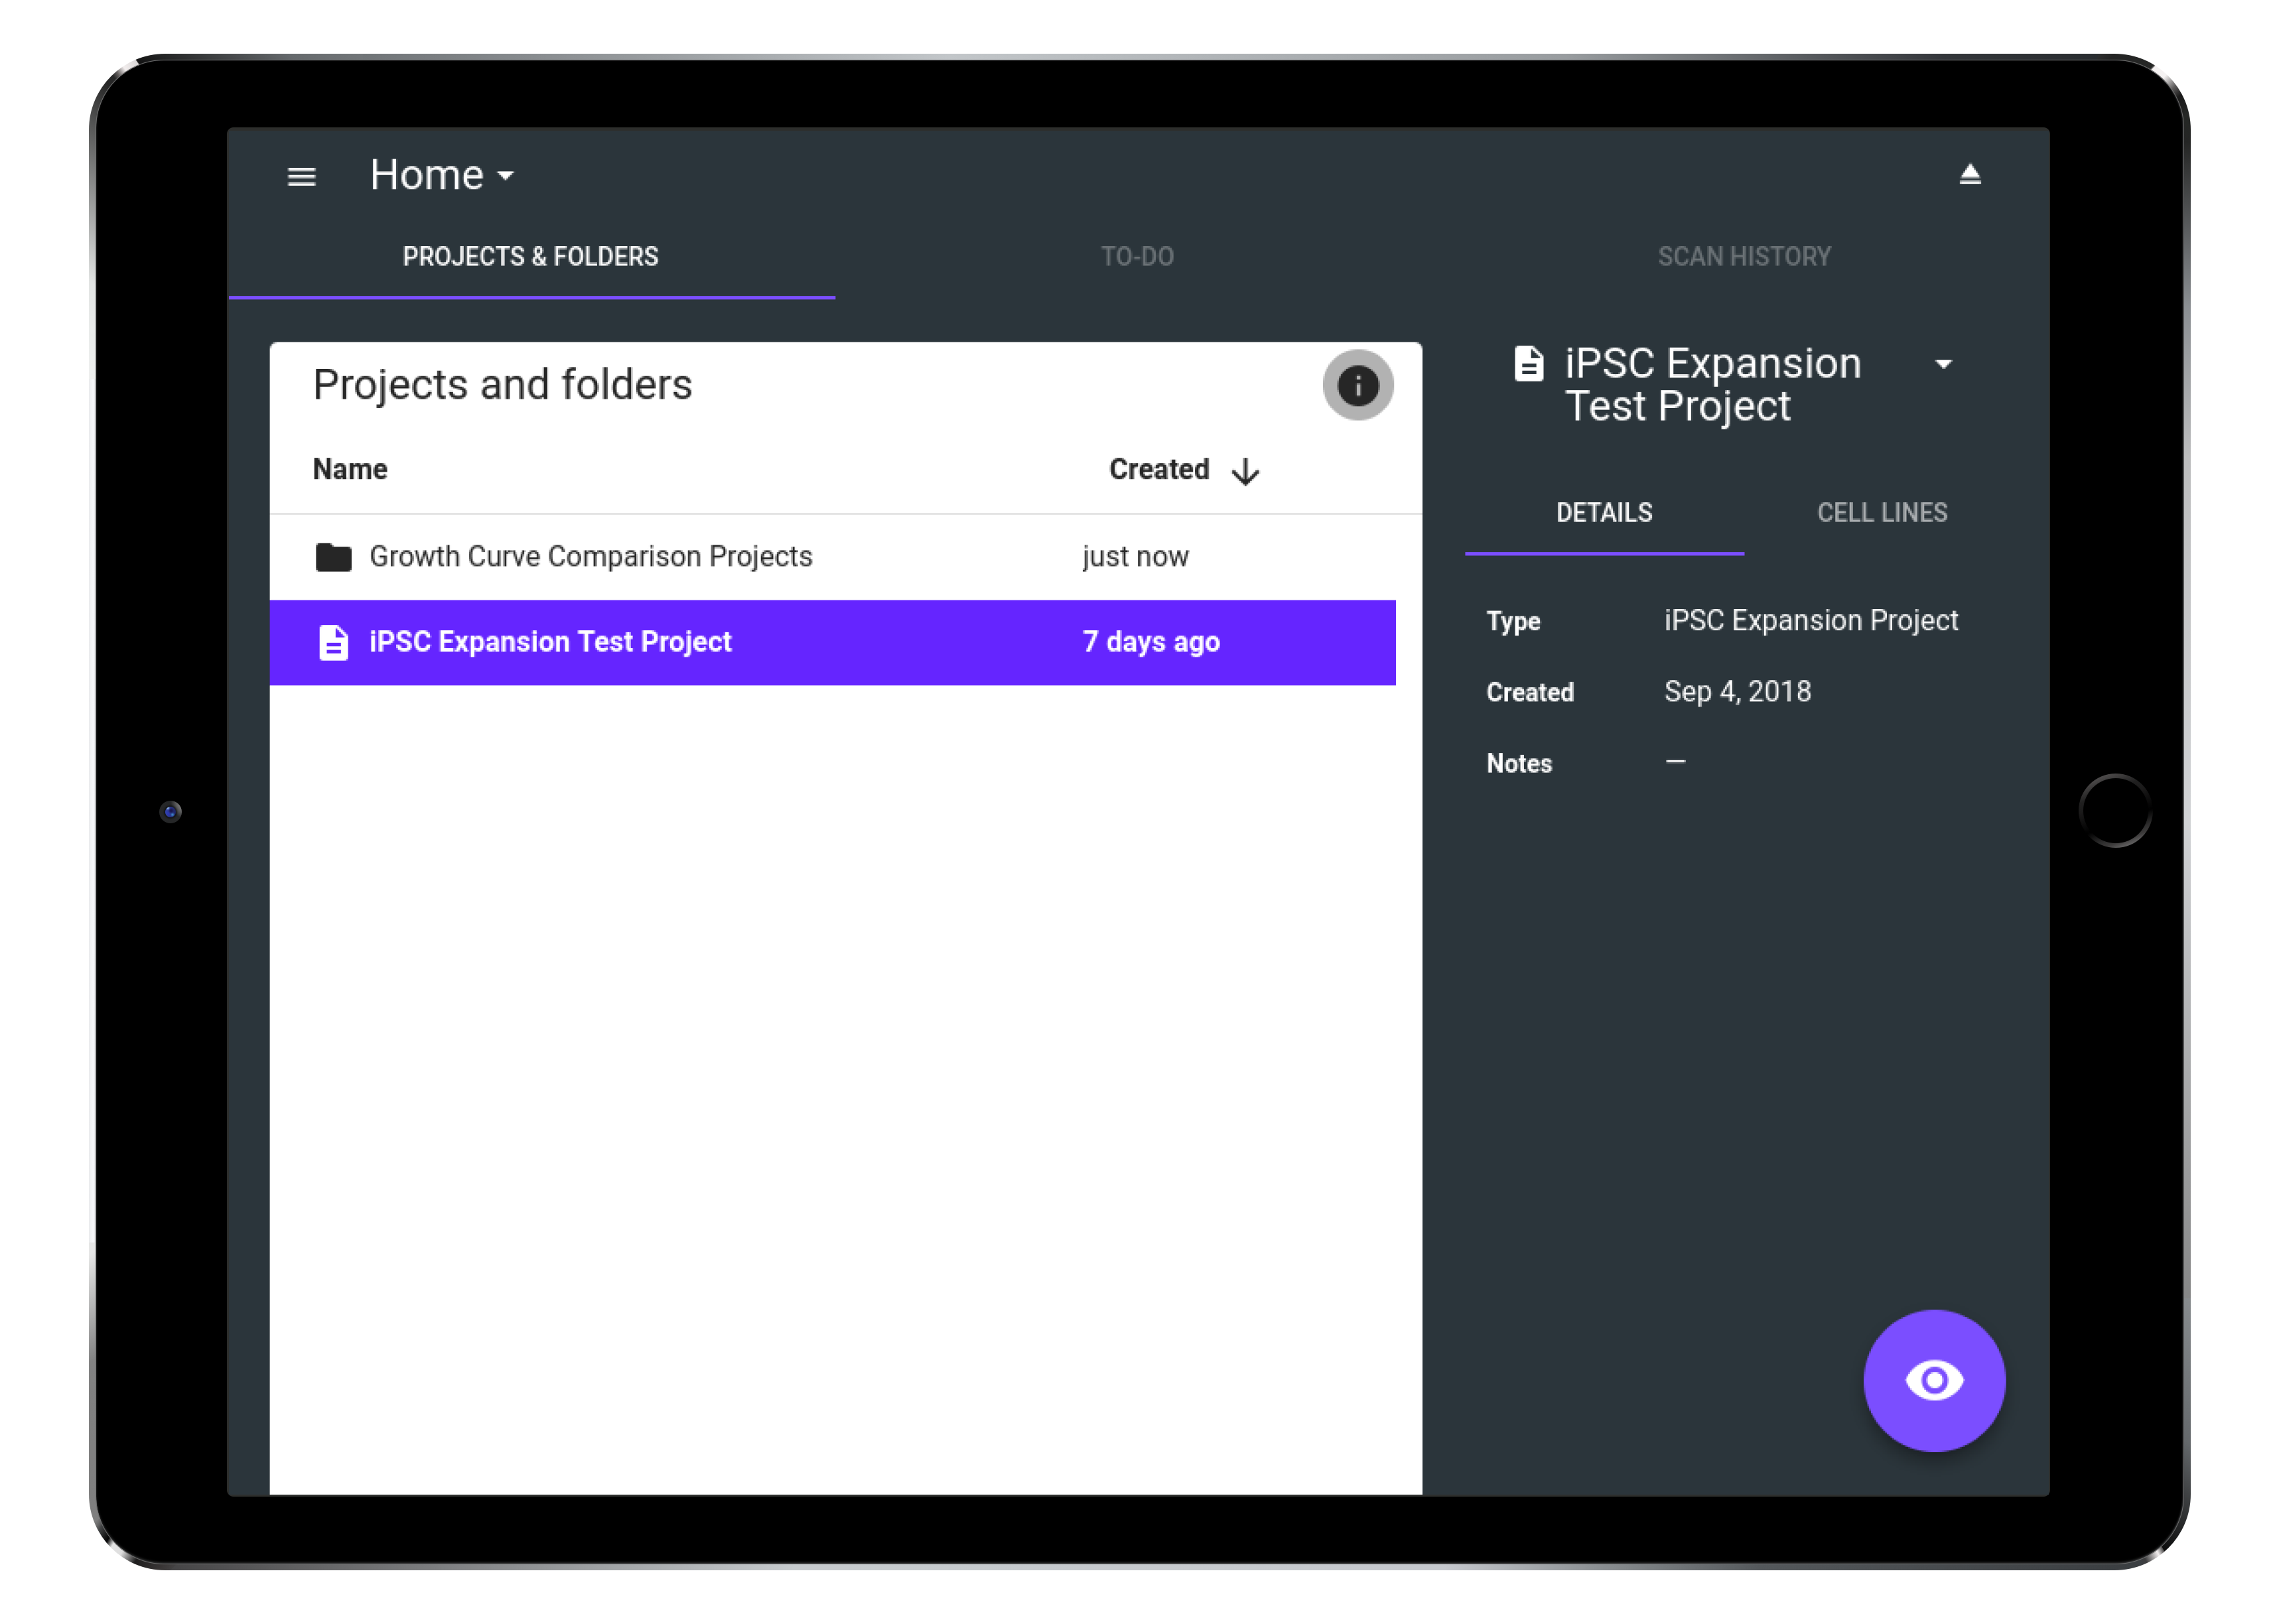 Home
PROJECTS & FOLDERS
TO-DO
SCAN HISTORY
Projects and folders
Name
Created
Growth Curve Comparison Projects
just now
iPSC Expansion Test Project
7 days ago
iPSC Expansion
Test Project
DETAILS
CELL LINES
Type
iPSC Expansion Project
Created
Sep 4, 2018
Notes
—